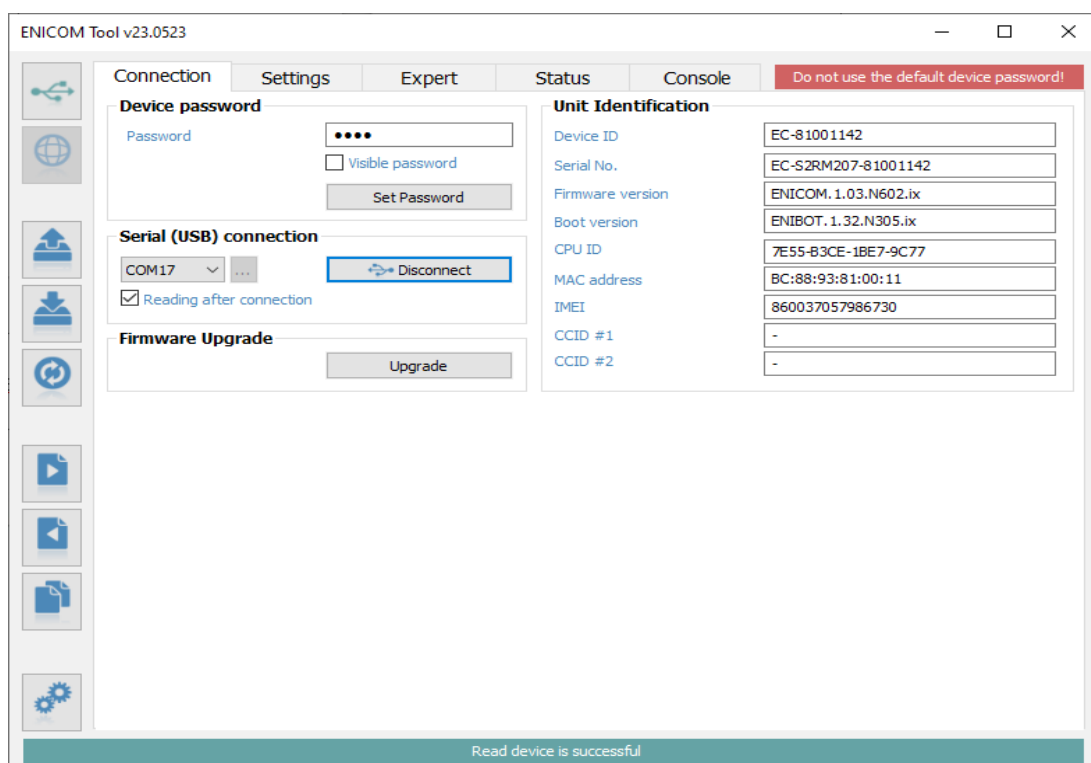 ENICOM Tool v23.0523
Connection Settings Expert Status Console Do not use the default device password!
Device password
Password ••••
Visible password
Set Password
Serial (USB) connection
COM17 ... Disconnect
Reading after connection
Firmware Upgrade
Upgrade
Unit Identification
Device ID EC-81001142
Serial No. EC-S2RM207-81001142
Firmware version ENICOM.1.03.N602.ix
Boot version ENIBOT.1.32.N305.ix
CPU ID 7E55-B3CE-1BE7-9C77
MAC address BC:88:93:81:00:11
IMEI 860037057986730
CCID #1 -
CCID #2 -
Read device is successful